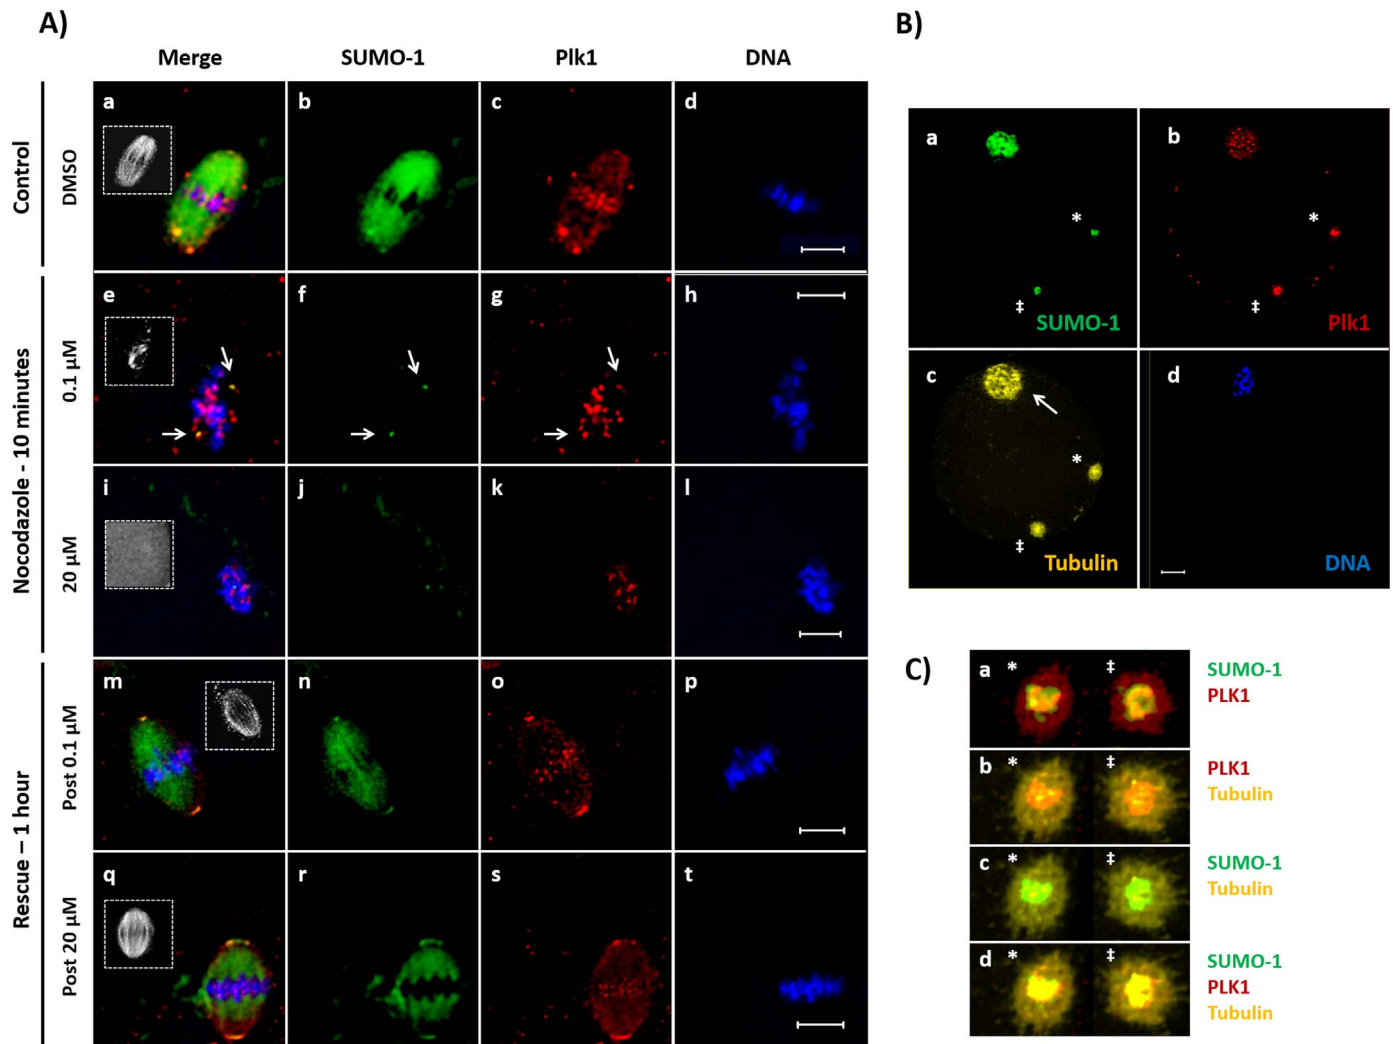 A)
Merge SUMO-1 Plk1 DNA
Control
DMSO
a b c d
Nocodazole - 10 minutes
0.1 µM
e f g h
20 µM
i j k l
Rescue – 1 hour
Post 0.1 µM
m n o p
Post 20 µM
q r s t
B)
a
*
‡
SUMO-1
b
*
‡
Plk1
c
*
‡
Tubulin
d
DNA
C)
a * ‡ SUMO-1
PLK1
b * ‡ PLK1
Tubulin
c * ‡ SUMO-1
Tubulin
d * ‡ SUMO-1
PLK1
Tubulin